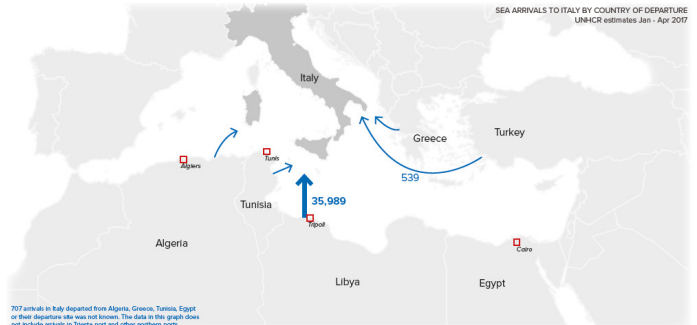 SEA ARRIVALS TO ITALY BY COUNTRY OF DEPARTURE
UNHCR estimates Jan - Apr 2017
Italy
Greece
Turkey
539
Algiers
Tunis
Tunisia
35,989
Tripoli
Algeria
Cairo
Libya
Egypt
707 arrivals in Italy departed from Algeria, Greece, Tunisia, Egypt
or their departure site was not known. The data in this graph does
not include arrivals in Trieste port and other northern ports